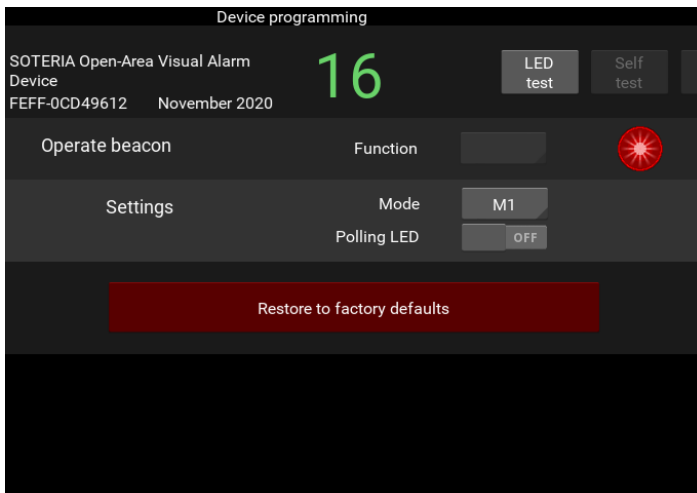 Device programming
SOTERIA Open-Area Visual Alarm
Device
FEFF-0CD49612 November 2020
16
LED
test
Self
test
Operate beacon
Function
Settings
Mode
M1
Polling LED
OFF
Restore to factory defaults